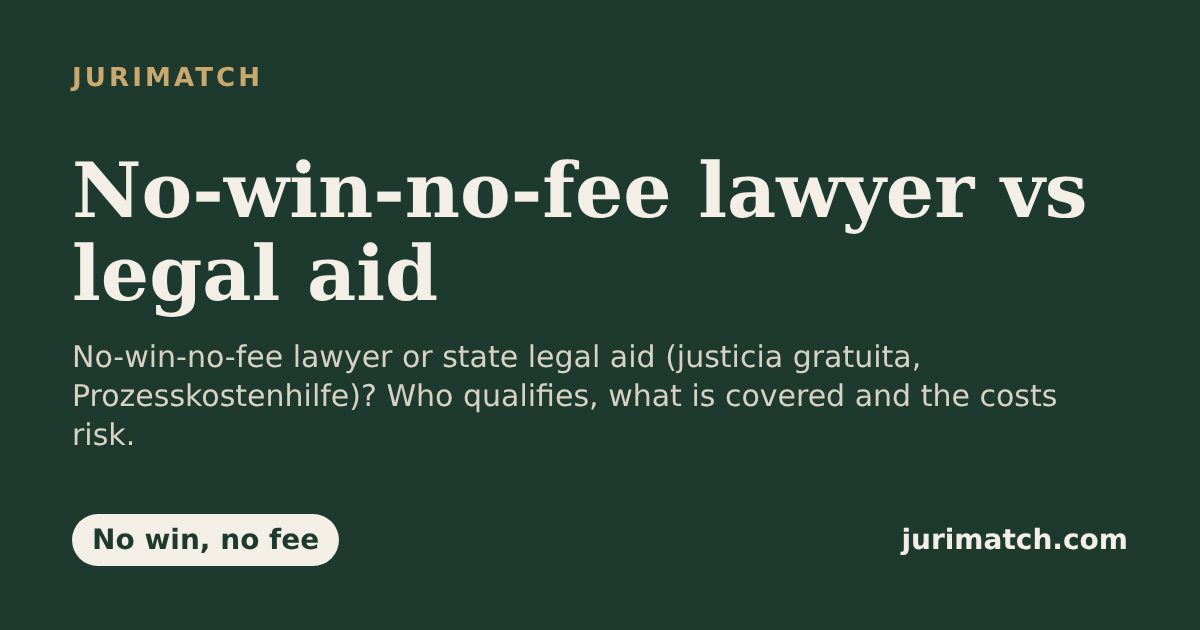 JURIMATCH
No-win-no-fee lawyer vs
legal aid
No-win-no-fee lawyer or state legal aid (justicia gratuita,
Prozesskostenhilfe)? Who qualifies, what is covered and the costs
risk.
No win, no fee
jurimatch.com